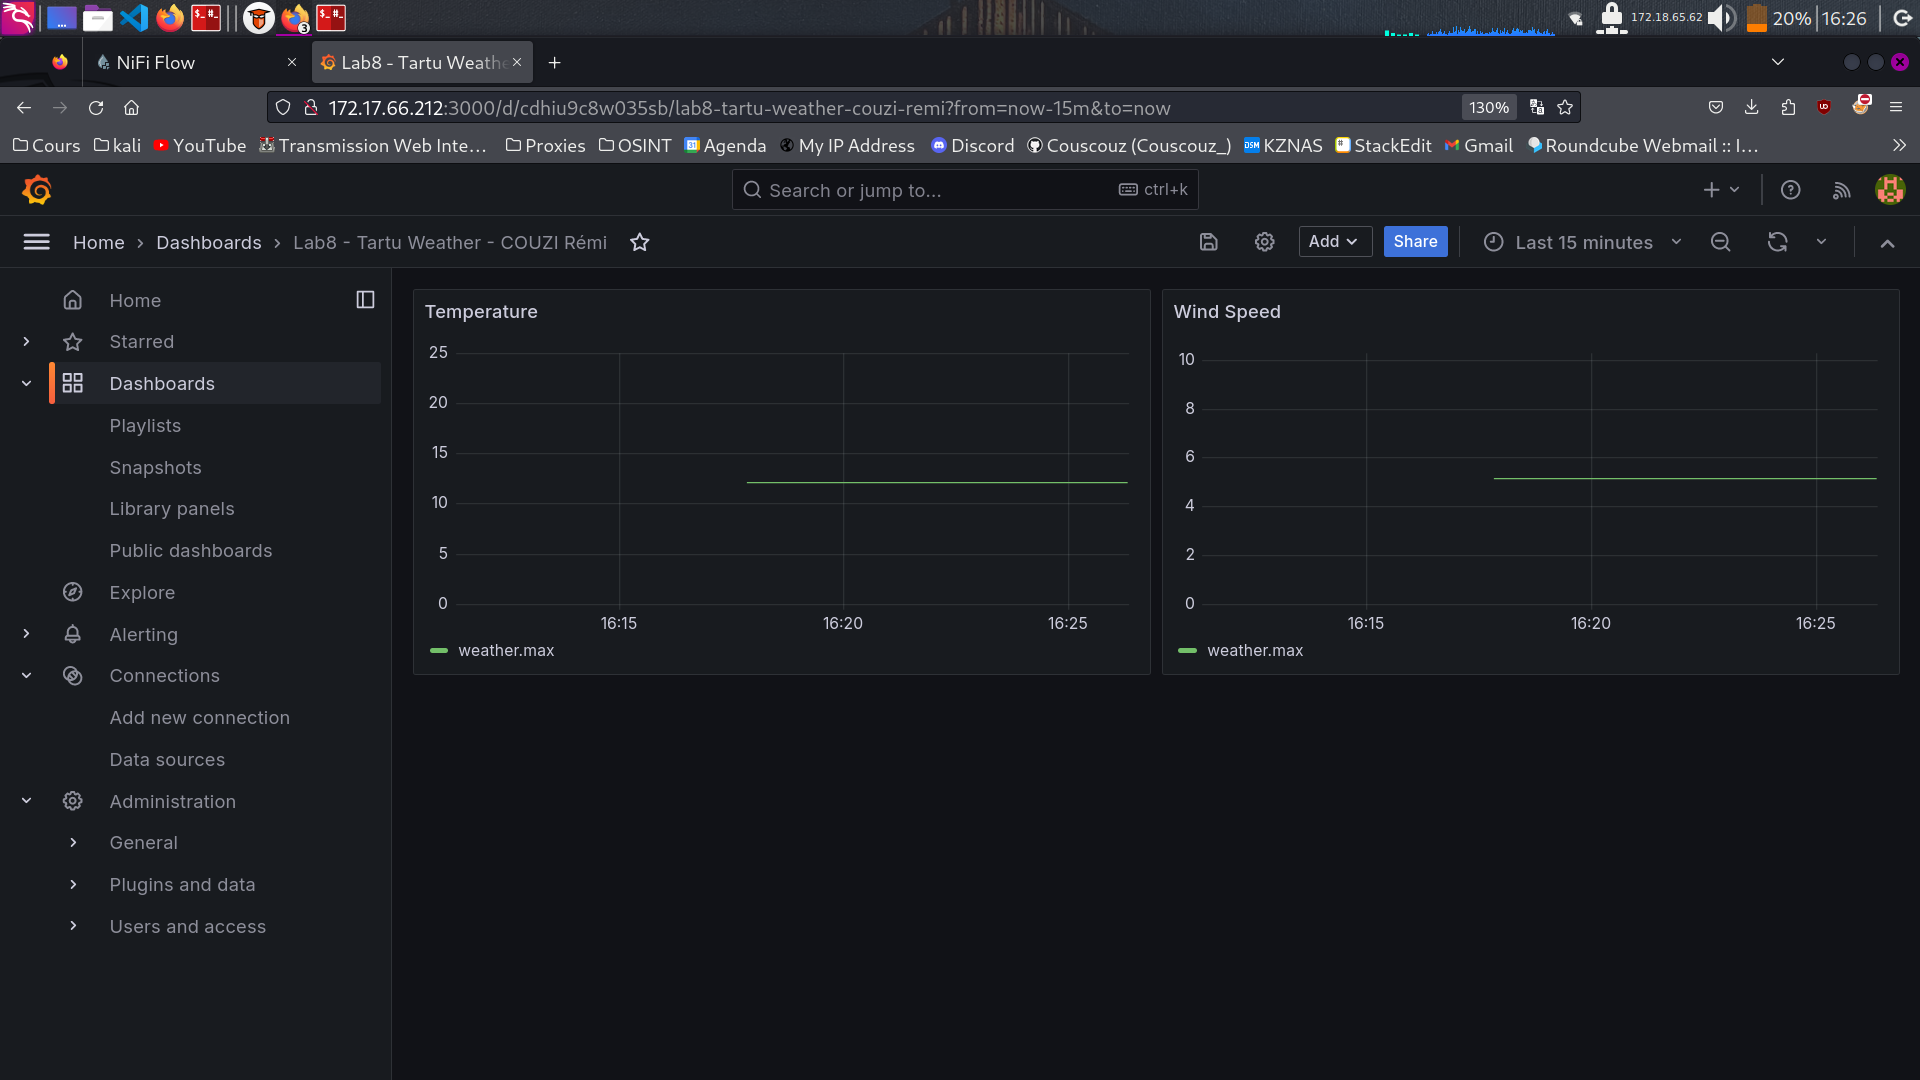 172.18.65.62 20% 16:26
NiFi Flow
Lab8 - Tartu Weathe
172.17.66.212:3000/d/cdhiu9c8w035sb/lab8-tartu-weather-couzi-remi?from=now-15m&to=now 130%
Cours kali YouTube Transmission Web Inte… Proxies OSINT Agenda My IP Address Discord Couscouz (Couscouz_) KZNAS StackEdit Gmail Roundcube Webmail :: I…
Search or jump to... ctrl+k
Home › Dashboards › Lab8 - Tartu Weather - COUZI Rémi
Add Share Last 15 minutes
Home
Starred
Dashboards
Playlists
Snapshots
Library panels
Public dashboards
Explore
Alerting
Connections
Add new connection
Data sources
Administration
General
Plugins and data
Users and access
Temperature
25
20
15
10
5
0
16:15 16:20 16:25
weather.max
Wind Speed
10
8
6
4
2
0
16:15 16:20 16:25
weather.max